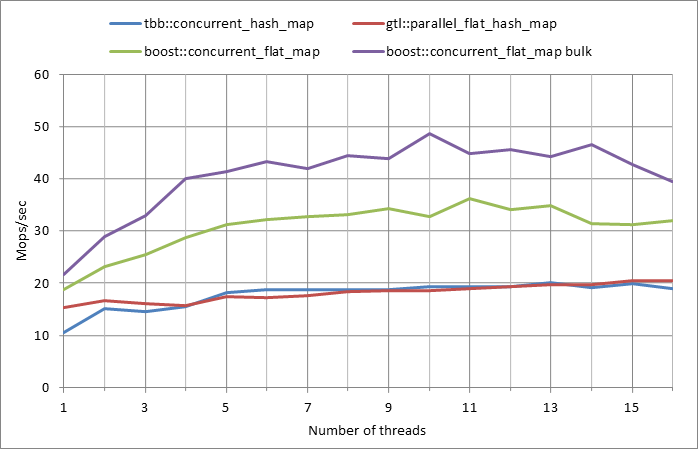 tbb::concurrent_hash_map gtl::parallel_flat_hash_map
boost::concurrent_flat_map boost::concurrent_flat_map bulk
60
50
40
30
20
10
0
Mops/sec
1 3 5 7 9 11 13 15
Number of threads